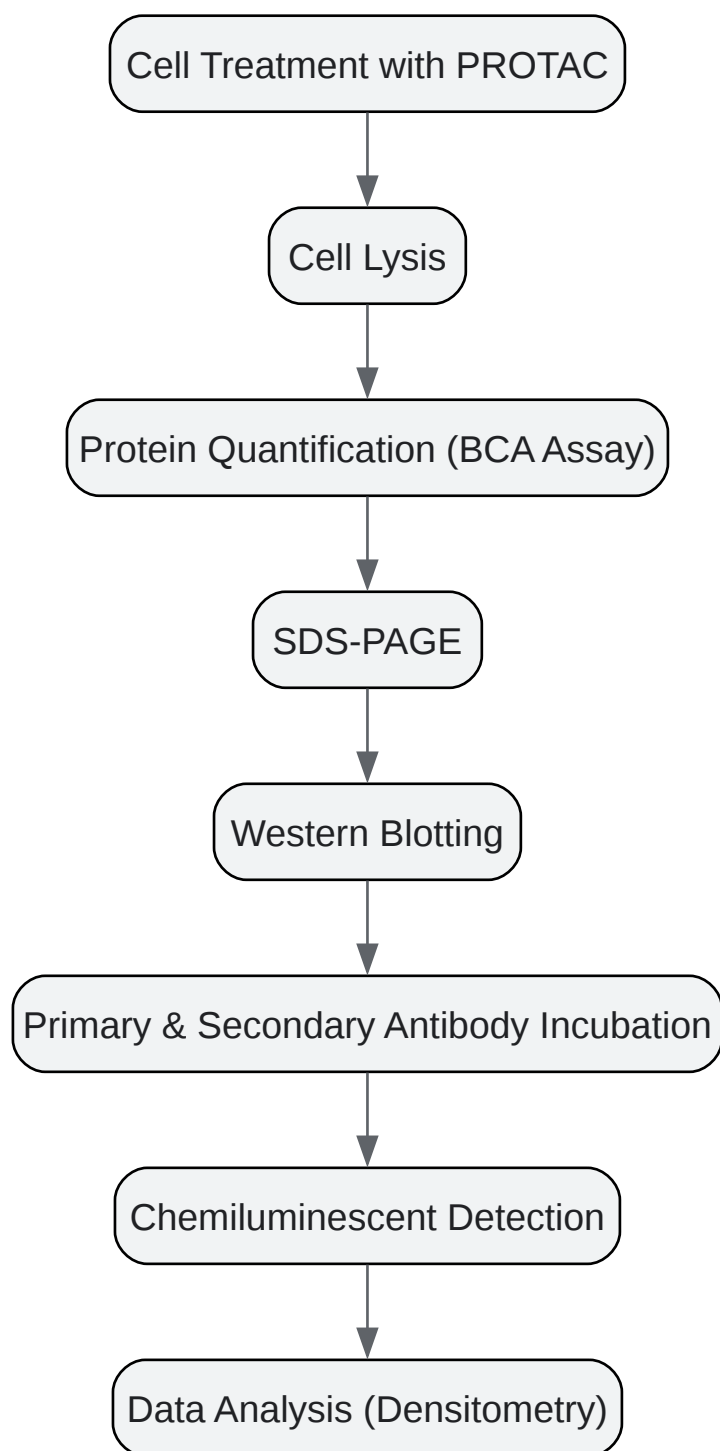 Cell Treatment with PROTAC
Cell Lysis
Protein Quantification (BCA Assay)
SDS-PAGE
Western Blotting
Primary & Secondary Antibody Incubation
Chemiluminescent Detection
Data Analysis (Densitometry)